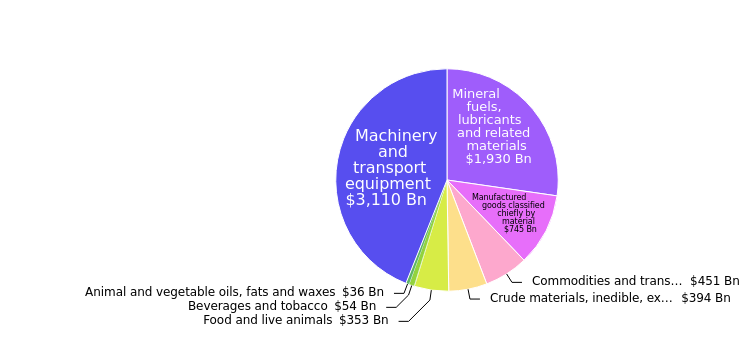 Mineral
fuels,
lubricants
and related
materials
$1,930 Bn
Machinery
and
transport
equipment
$3,110 Bn
Manufactured
goods classified
chiefly by
material
$745 Bn
Commodities and trans… $451 Bn
Crude materials, inedible, ex… $394 Bn
Animal and vegetable oils, fats and waxes $36 Bn
Beverages and tobacco $54 Bn
Food and live animals $353 Bn